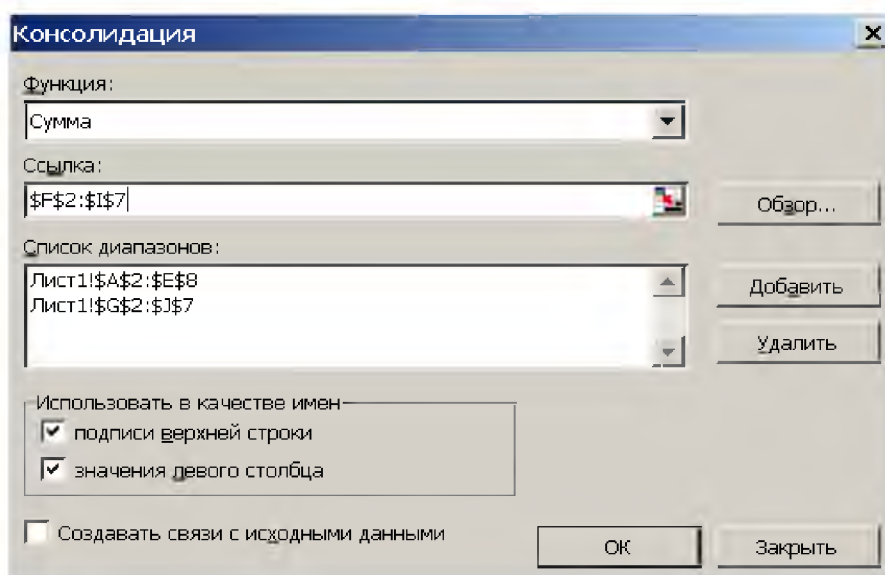 Консолидация
Функция:
Сумма
Ссылка:
$F$2:$I$7
Обзор...
Список диапазонов:
Лист1!$A$2:$E$8
Лист1!$G$2:$J$7
Добавить
Удалить
Использовать в качестве имен
подписи верхней строки
значения левого столбца
Создавать связи с исходными данными
ОК
Закрыть